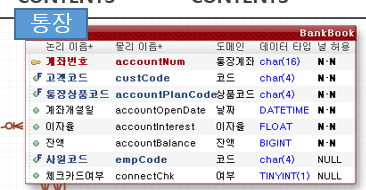 CONTENTS CONTENTS
통장
BankBook
논리 이름+ 물리 이름+ 도메인 데이터 타입 널 허용
계좌번호 accountNum 통장계좌 char(16) N·N
고객코드 custCode 코드 char(4) N·N
통장상품코드 accountPlanCode 상품코드 char(4) N·N
계좌개설일 accountOpenDate 날짜 DATETIME N·N
이자율 accountInterest 이자율 FLOAT N·N
잔액 accountBalance 잔액 BIGINT N·N
사원코드 empCode 코드 char(4) NULL
체크카드여부 connectChk 여부 TINYINT(1) NULL